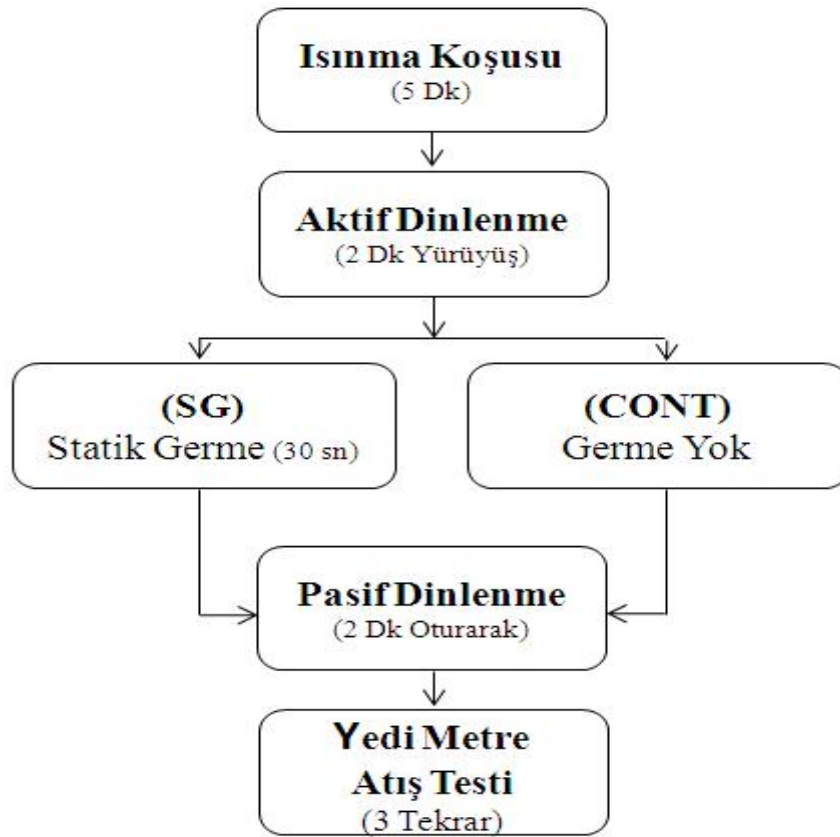 Isınma Koşusu
(5 Dk)
Aktif Dinlenme
(2 Dk Yürüyüş)
(SG)
Statik Germe (30 sn)
(CONT)
Germe Yok
Pasif Dinlenme
(2 Dk Oturarak)
Yedi Metre
Atış Testi
(3 Tekrar)